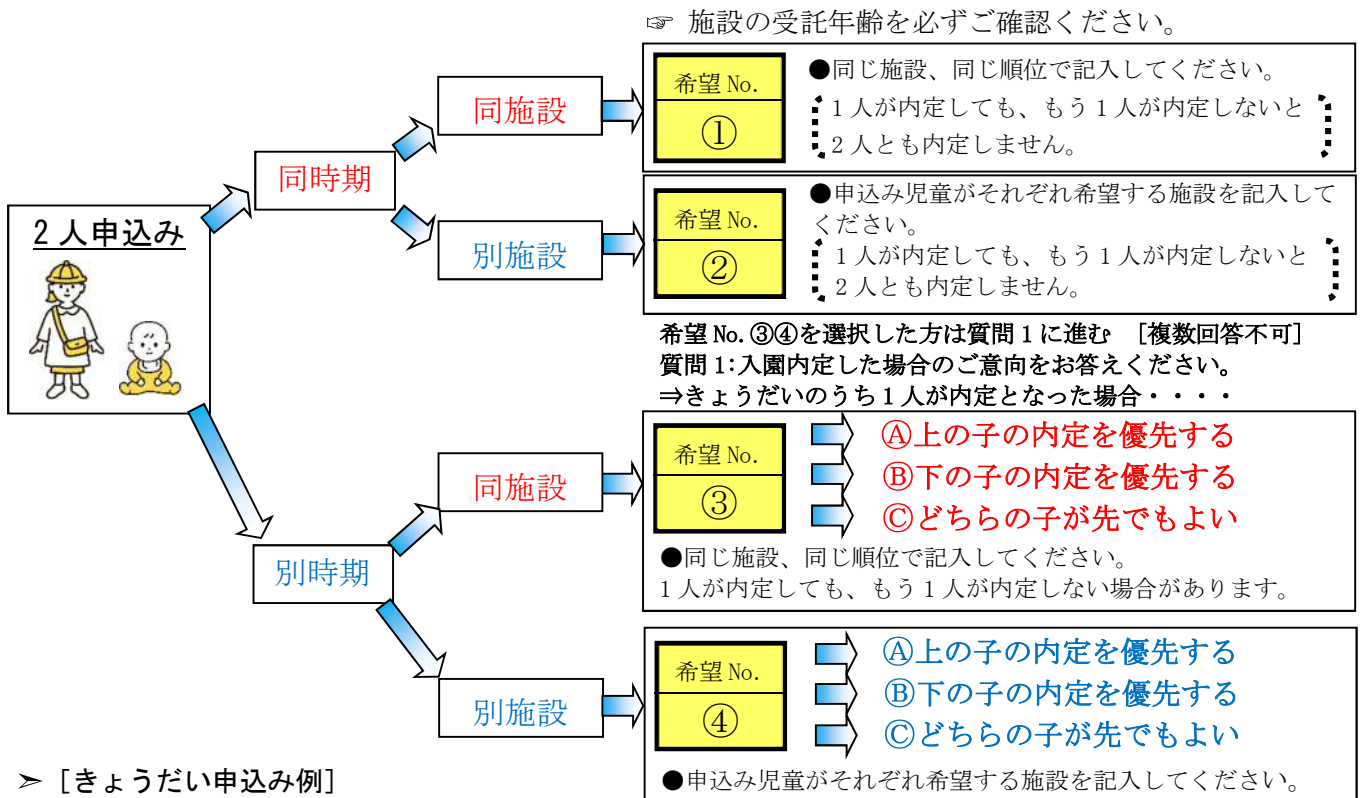 ☞ 施設の受託年齢を必ずご確認ください。
2人申込み
同時期
同施設
希望 No.
①
●同じ施設、同じ順位で記入してください。
1人が内定しても、もう1人が内定しないと
2人とも内定しません。
別施設
希望 No.
②
●申込み児童がそれぞれ希望する施設を記入して
ください。
1人が内定しても、もう1人が内定しないと
2人とも内定しません。
希望 No.③④を選択した方は質問1に進む ［複数回答不可］
質問1:入園内定した場合のご意向をお答えください。
⇒きょうだいのうち1人が内定となった場合・・・・
別時期
同施設
希望 No.
③
Ⓐ上の子の内定を優先する
Ⓑ下の子の内定を優先する
Ⓒどちらの子が先でもよい
●同じ施設、同じ順位で記入してください。
1人が内定しても、もう1人が内定しない場合があります。
別施設
希望 No.
④
Ⓐ上の子の内定を優先する
Ⓑ下の子の内定を優先する
Ⓒどちらの子が先でもよい
●申込み児童がそれぞれ希望する施設を記入してください。
➢ [きょうだい申込み例]